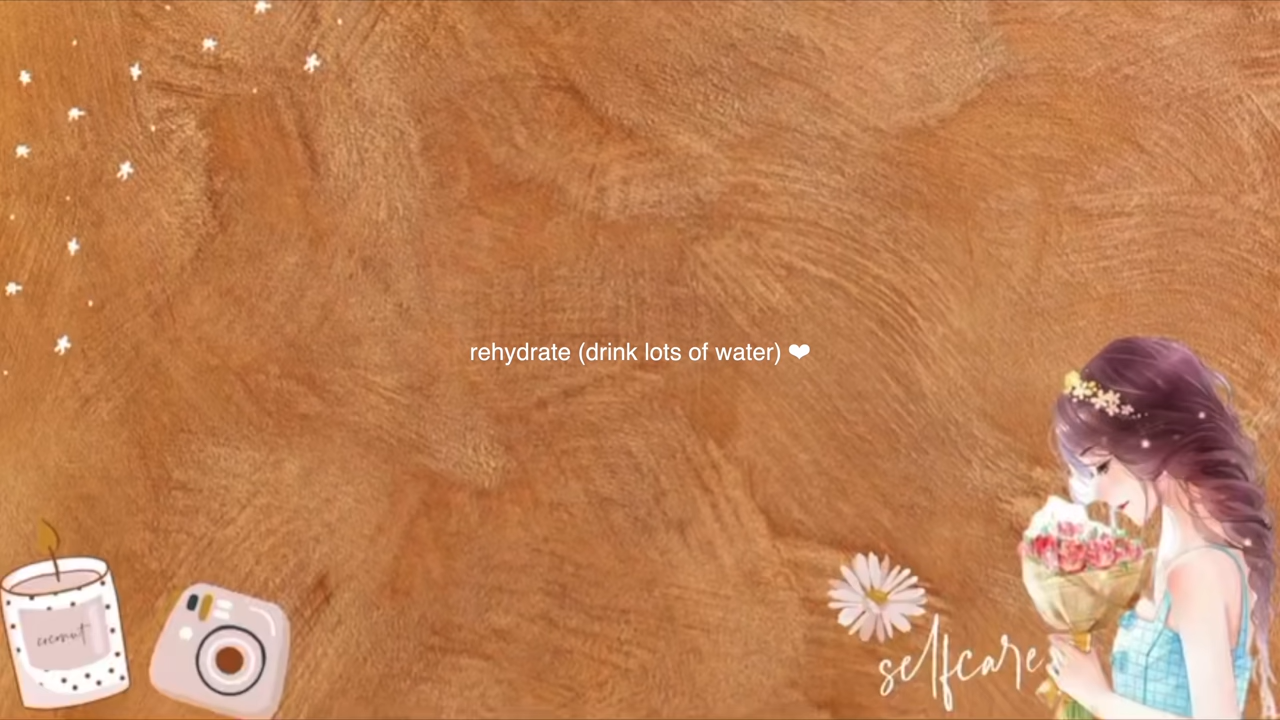 rehydrate (drink lots of water) ❤
selfcare
coconut